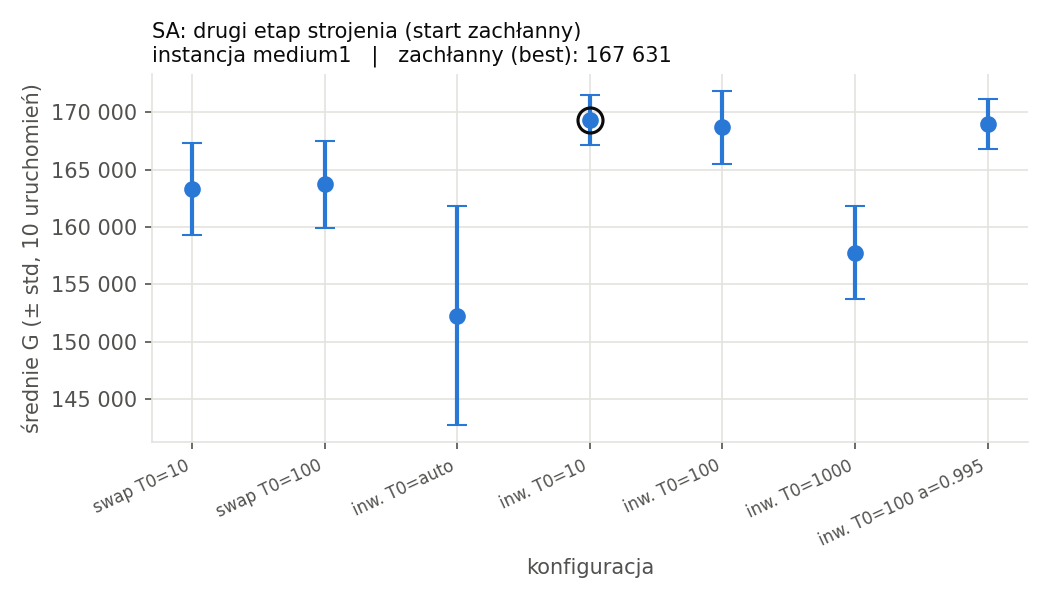 SA: drugi etap strojenia (start zachłanny)
instancja medium1 | zachłanny (best): 167 631
średnie G (± std, 10 uruchomień)
170 000
165 000
160 000
155 000
150 000
145 000
swap T0=10
swap T0=100
inw. T0=auto
inw. T0=10
inw. T0=100
inw. T0=1000
inw. T0=100 a=0.995
konfiguracja